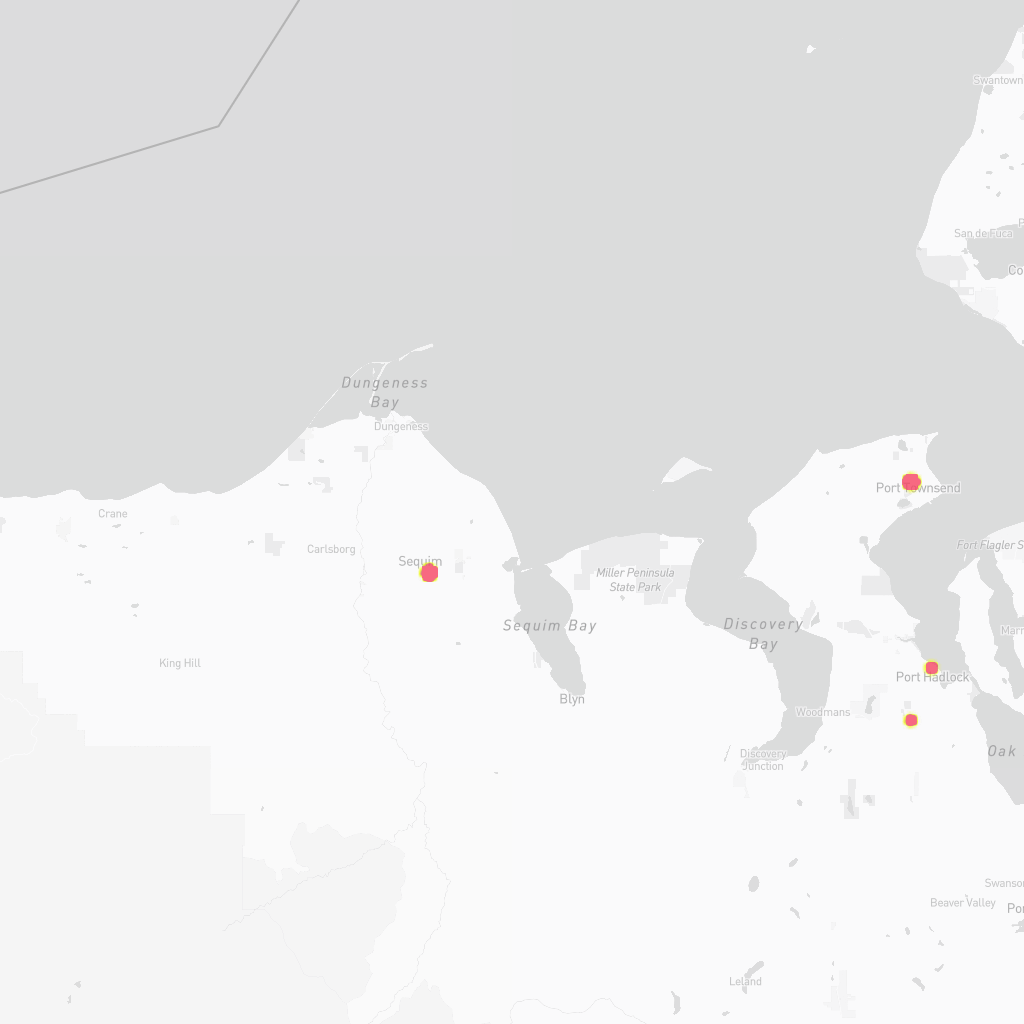 Swantown
San de Fuca
P
Co
Dungeness
Bay
Dungeness
Port Townsend
Crane
Carlsborg
Sequim
Fort Flagler S
Miller Peninsula
State Park
Sequim Bay
Discovery
Bay
Marr
King Hill
Port Hadlock
Blyn
Woodmans
Oak
Discovery
Junction
Swanson
Beaver Valley
Por
Leland